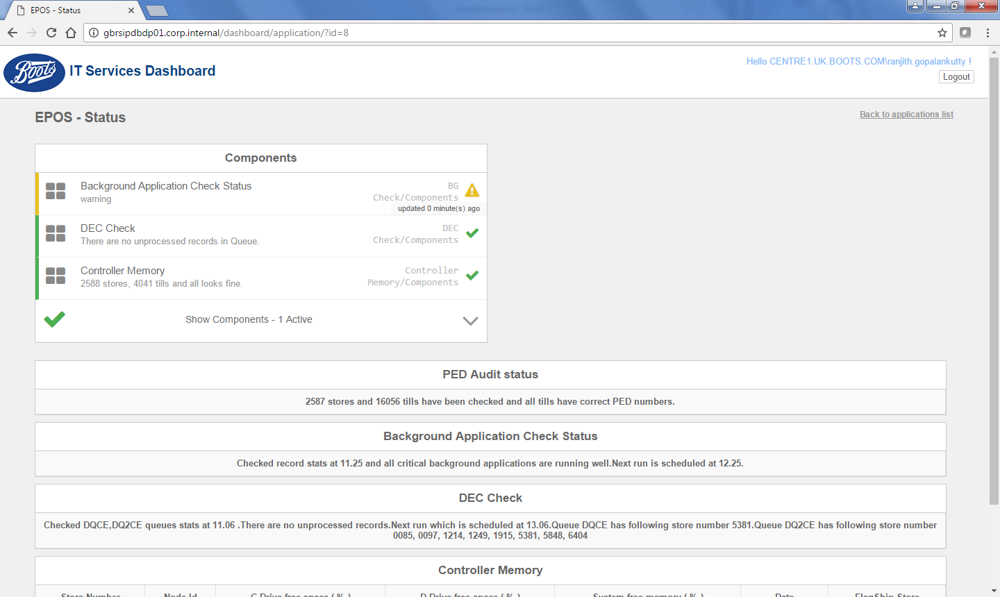 EPOS - Status
gbrsipdbdp01.corp.internal/dashboard/application/?id=8
Boots
IT Services Dashboard
Hello CENTRE1.UK.BOOTS.COM\ranjith.gopalankutty !
Logout
EPOS - Status
Back to applications list
Components
Background Application Check Status
warning
BG
Check/Components
updated 0 minute(s) ago
DEC Check
There are no unprocessed records in Queue.
DEC
Check/Components
Controller Memory
2588 stores, 4041 tills and all looks fine.
Controller
Memory/Components
Show Components - 1 Active
PED Audit status
2587 stores and 16056 tills have been checked and all tills have correct PED numbers.
Background Application Check Status
Checked record stats at 11.25 and all critical background applications are running well.Next run is scheduled at 12.25.
DEC Check
Checked DQCE,DQ2CE queues stats at 11.06 .There are no unprocessed records.Next run which is scheduled at 13.06.Queue DQCE has following store number 5381.Queue DQ2CE has following store number
0085, 0097, 1214, 1249, 1915, 5381, 5848, 6404
Controller Memory
Store Number Node Id C Drive free space ( % ) D Drive free space ( % ) System free memory ( % ) Date FlagShip Store